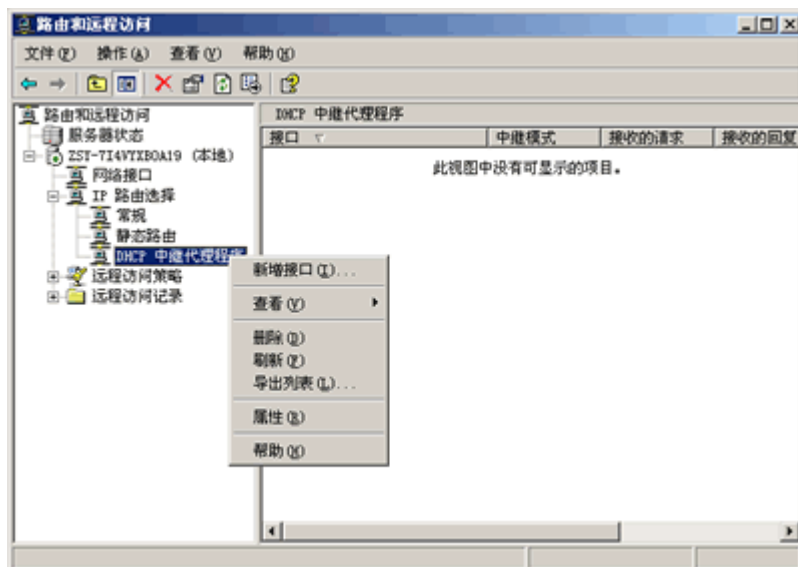 路由和远程访问
文件(F) 操作(A) 查看(V) 帮助(H)
路由和远程访问
服务器状态
ZSY-7I4VYXBOA19 (本地)
网络接口
IP 路由选择
常规
静态路由
DHCP 中继代理程序
远程访问策略
远程访问记录
DHCP 中继代理程序
接口 中继模式 接收的请求 接收的回复
此视图中没有可显示的项目。
新增接口(I)...
查看(V)
删除(D)
刷新(F)
导出列表(L)...
属性(R)
帮助(H)